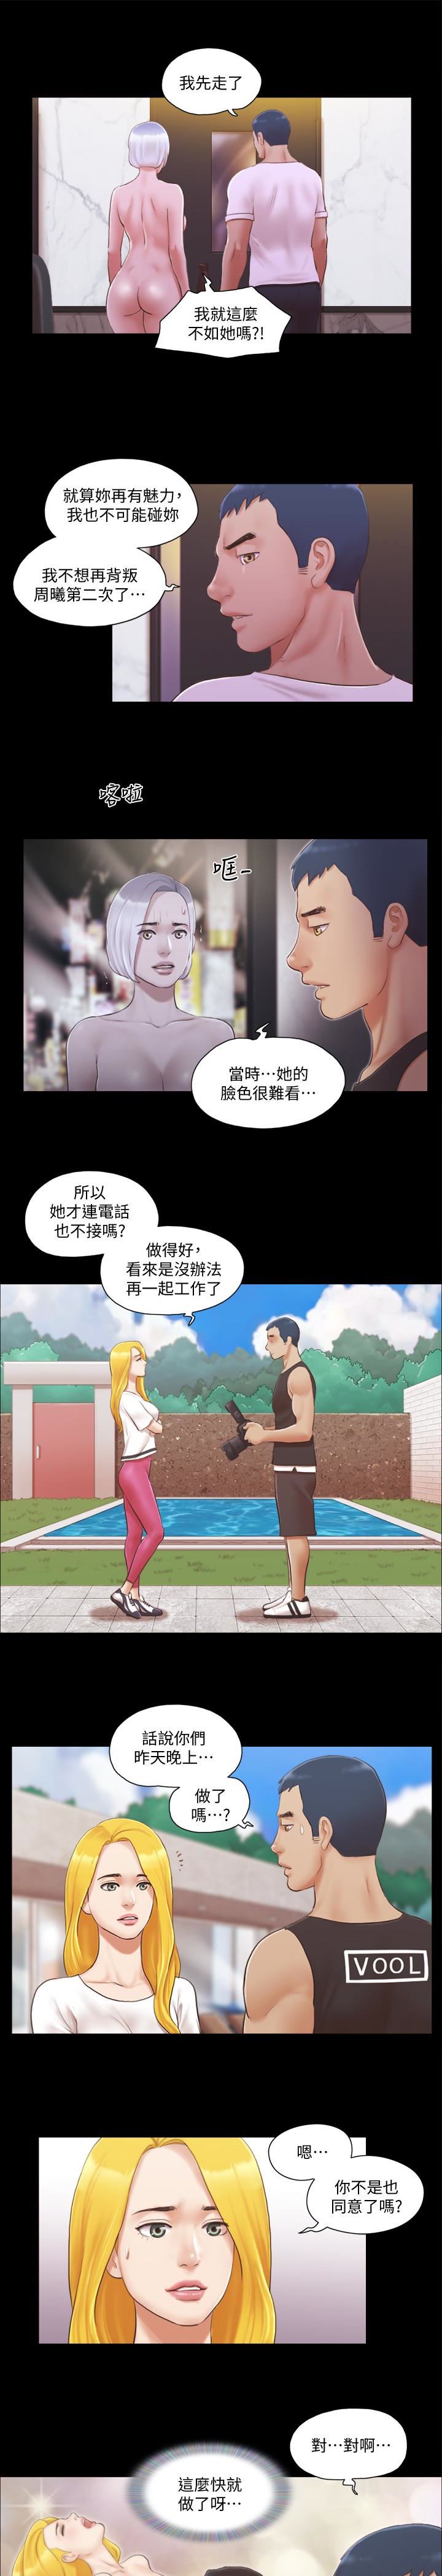 我先走了
我就這麼
不如她嗎?!
就算妳再有魅力，
我也不可能碰妳
我不想再背叛
周曦第二次了…
喀啦
哐-
當時…她的
臉色很難看…
所以
她才連電話
也不接嗎?
做得好，
看來是沒辦法
再一起工作了
話說你們
昨天晚上…
做了
嗎…?
VOOL
嗯…
你不是也
同意了嗎?
對…對啊…
這麼快就
做了呀…